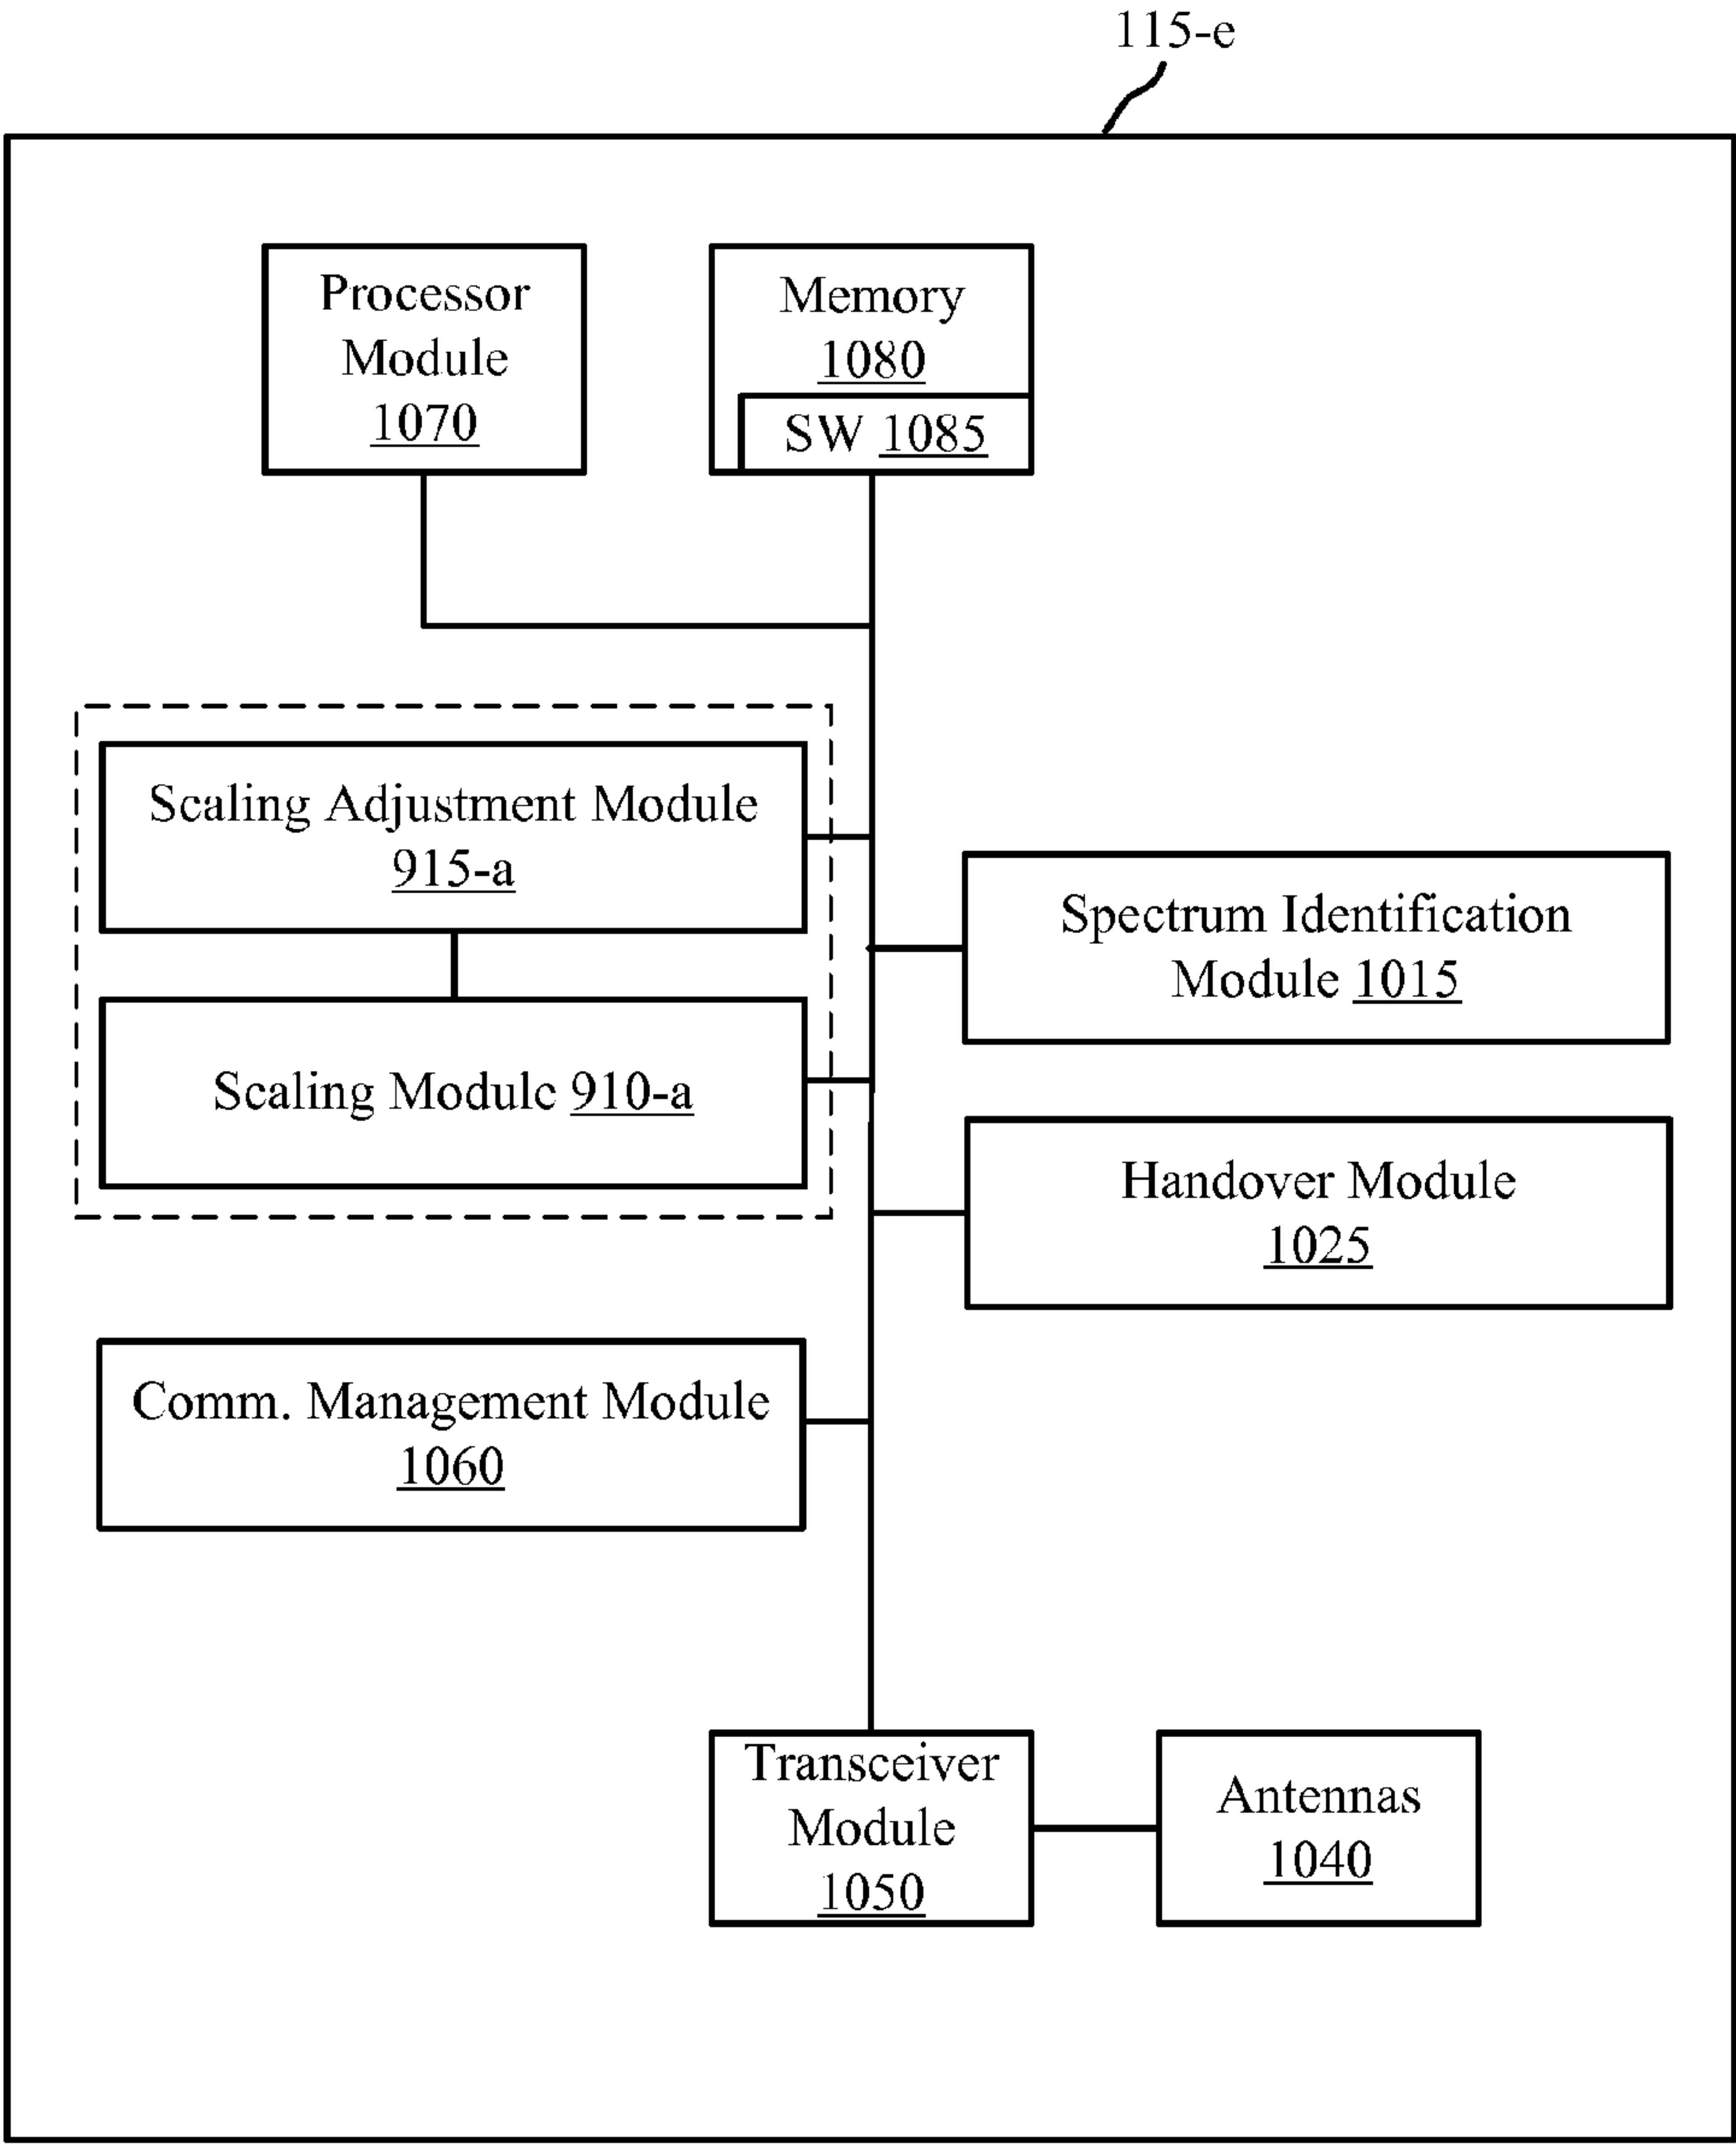 115-e
Processor
Module
1070
Memory
1080
SW 1085
Scaling Adjustment Module
915-a
Scaling Module 910-a
Spectrum Identification
Module 1015
Handover Module
1025
Comm. Management Module
1060
Transceiver
Module
1050
Antennas
1040